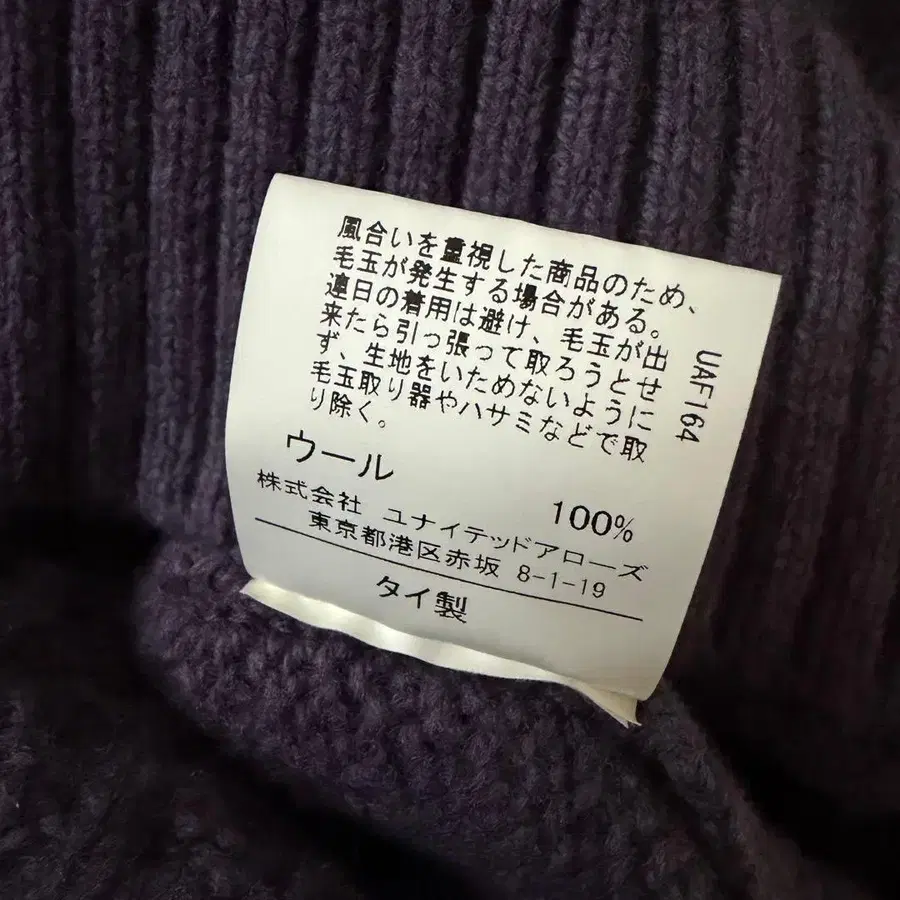 風合いを重視した商品のため、
毛玉が発生する場合がある。
連日の着用は避け、毛玉が出
来たら引っ張って取ろうとせ
ず、生地をいためないように
毛玉取り器やハサミなどで取
り除く。
UAF164
ウール 100%
株式会社 ユナイテッドアローズ
東京都港区赤坂 8-1-19
タイ製